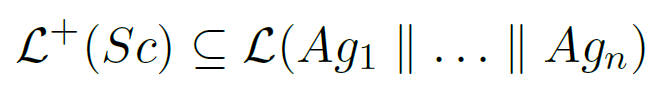 ℒ⁺(Sc) ⊆ ℒ(Ag₁ ∥ … ∥ Agₙ)